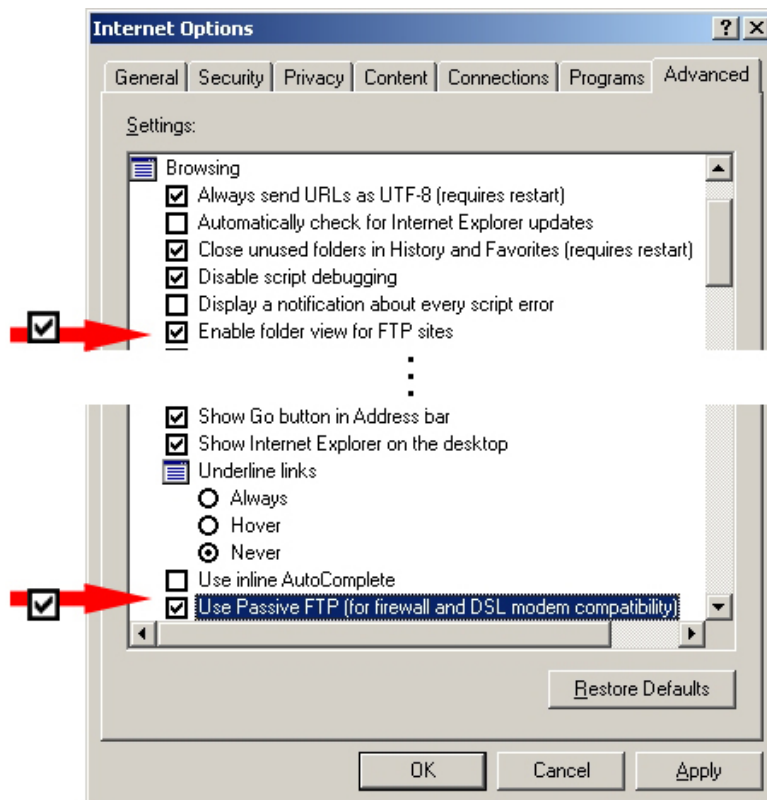 Internet Options
General Security Privacy Content Connections Programs Advanced
Settings:
Browsing
Always send URLs as UTF-8 (requires restart)
Automatically check for Internet Explorer updates
Close unused folders in History and Favorites (requires restart)
Disable script debugging
Display a notification about every script error
Enable folder view for FTP sites
Show Go button in Address bar
Show Internet Explorer on the desktop
Underline links
Always
Hover
Never
Use inline AutoComplete
Use Passive FTP (for firewall and DSL modem compatibility)
Restore Defaults
OK Cancel Apply